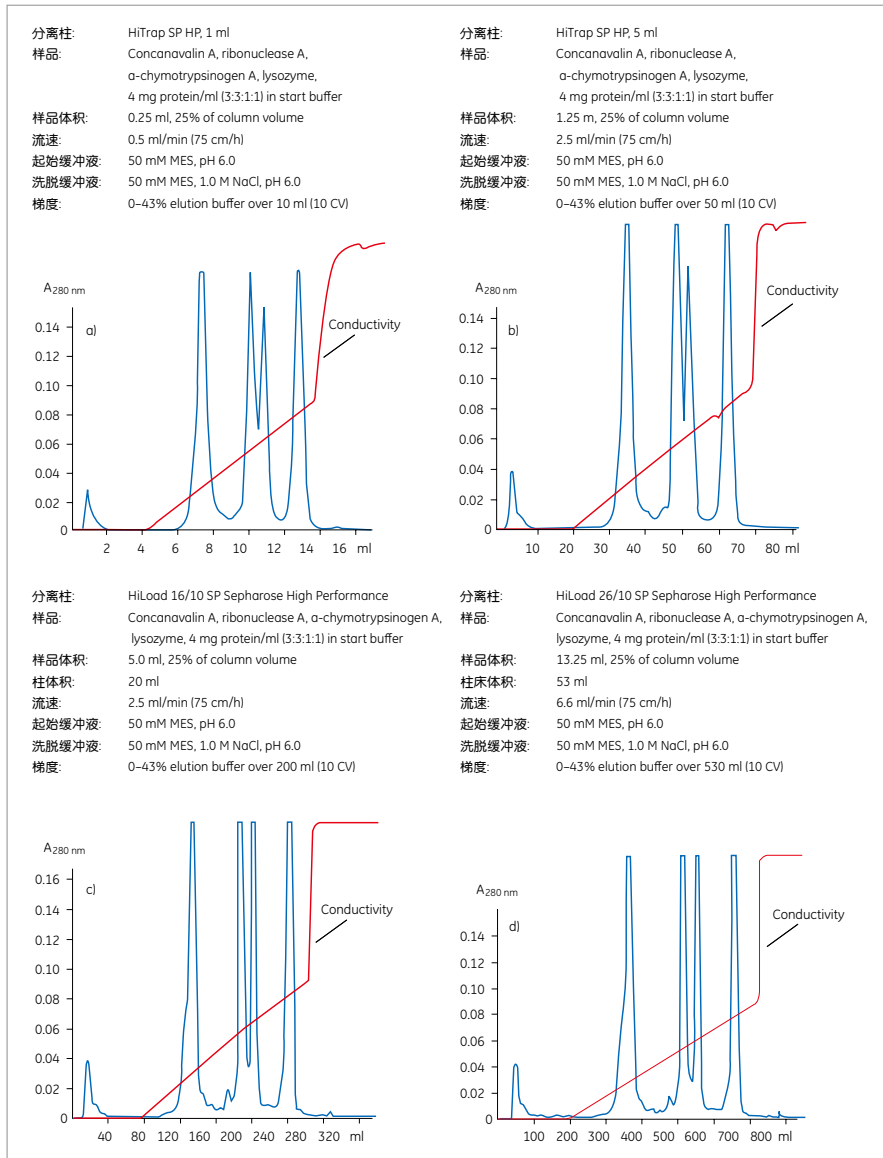 分离柱: HiTrap SP HP, 1 ml
样品: Concanavalin A, ribonuclease A,
α-chymotrypsinogen A, lysozyme,
4 mg protein/ml (3:3:1:1) in start buffer
样品体积: 0.25 ml, 25% of column volume
流速: 0.5 ml/min (75 cm/h)
起始缓冲液: 50 mM MES, pH 6.0
洗脱缓冲液: 50 mM MES, 1.0 M NaCl, pH 6.0
梯度: 0–43% elution buffer over 10 ml (10 CV)
A280 nm
a)
Conductivity
0.14
0.12
0.10
0.08
0.06
0.04
0.02
0
2 4 6 8 10 12 14 16 ml
分离柱: HiTrap SP HP, 5 ml
样品: Concanavalin A, ribonuclease A,
α-chymotrypsinogen A, lysozyme,
4 mg protein/ml (3:3:1:1) in start buffer
样品体积: 1.25 m, 25% of column volume
流速: 2.5 ml/min (75 cm/h)
起始缓冲液: 50 mM MES, pH 6.0
洗脱缓冲液: 50 mM MES, 1.0 M NaCl, pH 6.0
梯度: 0–43% elution buffer over 50 ml (10 CV)
A280 nm
b)
Conductivity
0.14
0.12
0.10
0.08
0.06
0.04
0.02
0
10 20 30 40 50 60 70 80 ml
分离柱: HiLoad 16/10 SP Sepharose High Performance
样品: Concanavalin A, ribonuclease A, α-chymotrypsinogen A,
lysozyme, 4 mg protein/ml (3:3:1:1) in start buffer
样品体积: 5.0 ml, 25% of column volume
柱体积: 20 ml
流速: 2.5 ml/min (75 cm/h)
起始缓冲液: 50 mM MES, pH 6.0
洗脱缓冲液: 50 mM MES, 1.0 M NaCl, pH 6.0
梯度: 0–43% elution buffer over 200 ml (10 CV)
A280 nm
c)
Conductivity
0.16
0.14
0.12
0.10
0.08
0.06
0.04
0.02
0
40 80 120 160 200 240 280 320 ml
分离柱: HiLoad 26/10 SP Sepharose High Performance
样品: Concanavalin A, ribonuclease A, α-chymotrypsinogen A,
lysozyme, 4 mg protein/ml (3:3:1:1) in start buffer
样品体积: 13.25 ml, 25% of column volume
柱床体积: 53 ml
流速: 6.6 ml/min (75 cm/h)
起始缓冲液: 50 mM MES, pH 6.0
洗脱缓冲液: 50 mM MES, 1.0 M NaCl, pH 6.0
梯度: 0–43% elution buffer over 530 ml (10 CV)
A280 nm
d)
Conductivity
0.14
0.12
0.10
0.08
0.06
0.04
0.02
0
100 200 300 400 500 600 700 800 ml